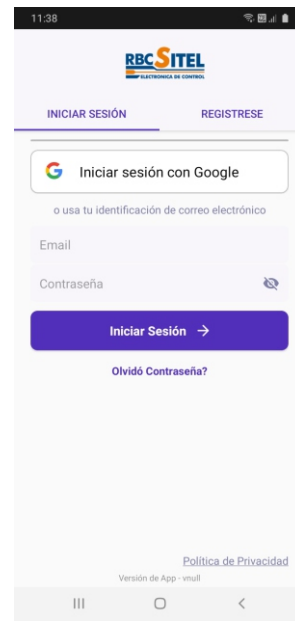 11:38
RBC SITEL
ELECTRÓNICA DE CONTROL
INICIAR SESIÓN
REGISTRESE
Iniciar sesión con Google
o usa tu identificación de correo electrónico
Email
Contraseña
Iniciar Sesión →
Olvidó Contraseña?
Política de Privacidad
Versión de App - vnull